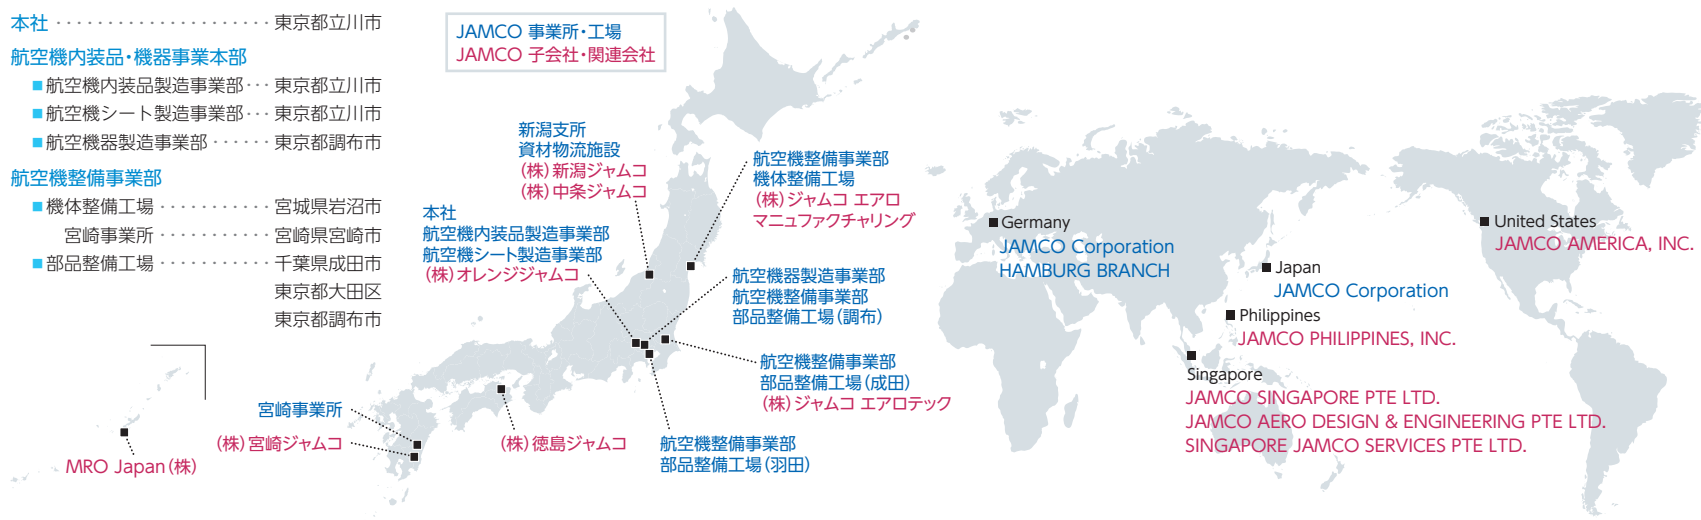 本社 ······················ 東京都立川市
航空機内装品・機器事業本部
■航空機内装品製造事業部··· 東京都立川市
■航空機シート製造事業部··· 東京都立川市
■航空機器製造事業部 ······· 東京都調布市
航空機整備事業部
■機体整備工場 ············ 宮城県岩沼市
宮崎事業所 ············ 宮崎県宮崎市
■部品整備工場 ············ 千葉県成田市
東京都大田区
東京都調布市
JAMCO 事業所・工場
JAMCO 子会社・関連会社
新潟支所
資材物流施設
(株)新潟ジャムコ
(株)中条ジャムコ
航空機整備事業部
機体整備工場
(株)ジャムコ エアロ
マニュファクチャリング
本社
航空機内装品製造事業部
航空機シート製造事業部
(株)オレンジジャムコ
航空機器製造事業部
航空機整備事業部
部品整備工場(調布)
航空機整備事業部
部品整備工場(成田)
(株)ジャムコ エアロテック
航空機整備事業部
部品整備工場(羽田)
(株)徳島ジャムコ
宮崎事業所
(株)宮崎ジャムコ
MRO Japan(株)
Germany
JAMCO Corporation
HAMBURG BRANCH
United States
JAMCO AMERICA, INC.
Japan
JAMCO Corporation
Philippines
JAMCO PHILIPPINES, INC.
Singapore
JAMCO SINGAPORE PTE LTD.
JAMCO AERO DESIGN & ENGINEERING PTE LTD.
SINGAPORE JAMCO SERVICES PTE LTD.